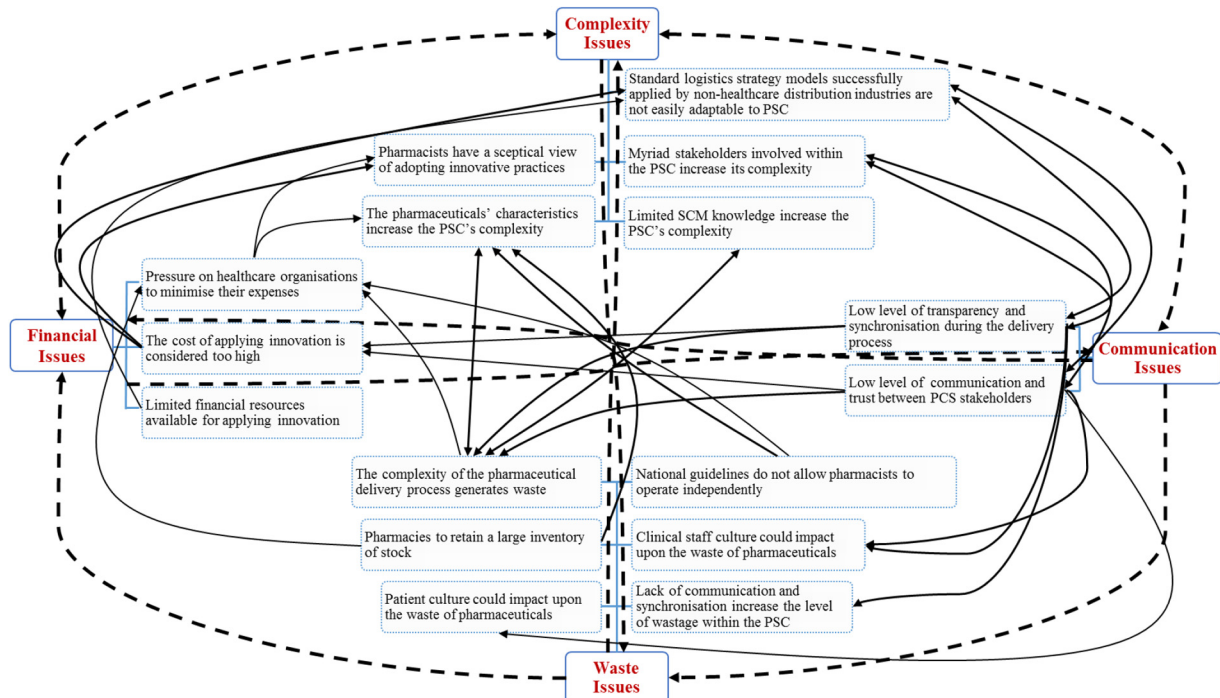 Complexity
Issues
Standard logistics strategy models successfully
applied by non-healthcare distribution industries are
not easily adaptable to PSC
Pharmacists have a sceptical view
of adopting innovative practices
Myriad stakeholders involved within
the PSC increase its complexity
The pharmaceuticals’ characteristics
increase the PSC’s complexity
Limited SCM knowledge increase the
PSC’s complexity
Pressure on healthcare organisations
to minimise their expenses
Financial
Issues
The cost of applying innovation is
considered too high
Limited financial resources
available for applying innovation
Low level of transparency and
synchronisation during the delivery
process
Communication
Issues
Low level of communication and
trust between PCS stakeholders
The complexity of the pharmaceutical
delivery process generates waste
National guidelines do not allow pharmacists to
operate independently
Pharmacies to retain a large inventory
of stock
Clinical staff culture could impact
upon the waste of pharmaceuticals
Patient culture could impact upon
the waste of pharmaceuticals
Lack of communication and
synchronisation increase the level
of wastage within the PSC
Waste
Issues